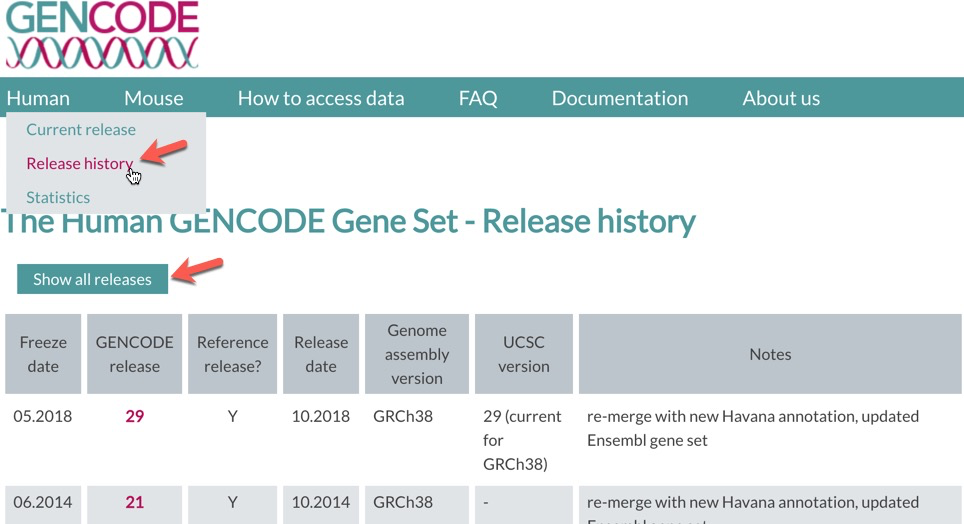 GENCODE
Human Mouse How to access data FAQ Documentation About us
Current release
Release history
Statistics
The Human GENCODE Gene Set - Release history
Show all releases
Freeze date GENCODE release Reference release? Release date Genome assembly version UCSC version Notes
05.2018 29 Y 10.2018 GRCh38 29 (current for GRCh38) re-merge with new Havana annotation, updated Ensembl gene set
06.2014 21 Y 10.2014 GRCh38 - re-merge with new Havana annotation, updated Ensembl gene set